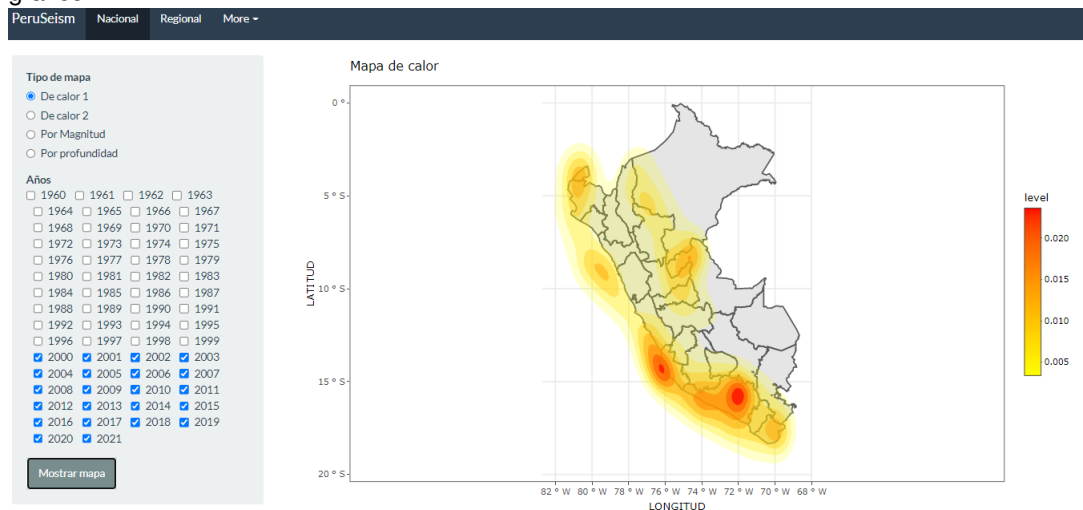 PeruSeism Nacional Regional More
Tipo de mapa
De calor 1
De calor 2
Por Magnitud
Por profundidad
Años
1960 1961 1962 1963
1964 1965 1966 1967
1968 1969 1970 1971
1972 1973 1974 1975
1976 1977 1978 1979
1980 1981 1982 1983
1984 1985 1986 1987
1988 1989 1990 1991
1992 1993 1994 1995
1996 1997 1998 1999
2000 2001 2002 2003
2004 2005 2006 2007
2008 2009 2010 2011
2012 2013 2014 2015
2016 2017 2018 2019
2020 2021
Mostrar mapa
Mapa de calor
LATITUD
0 °
5 ° S
10 ° S
15 ° S
20 ° S
82 ° W 80 ° W 78 ° W 76 ° W 74 ° W 72 ° W 70 ° W 68 ° W
LONGITUD
level
0.020
0.015
0.010
0.005